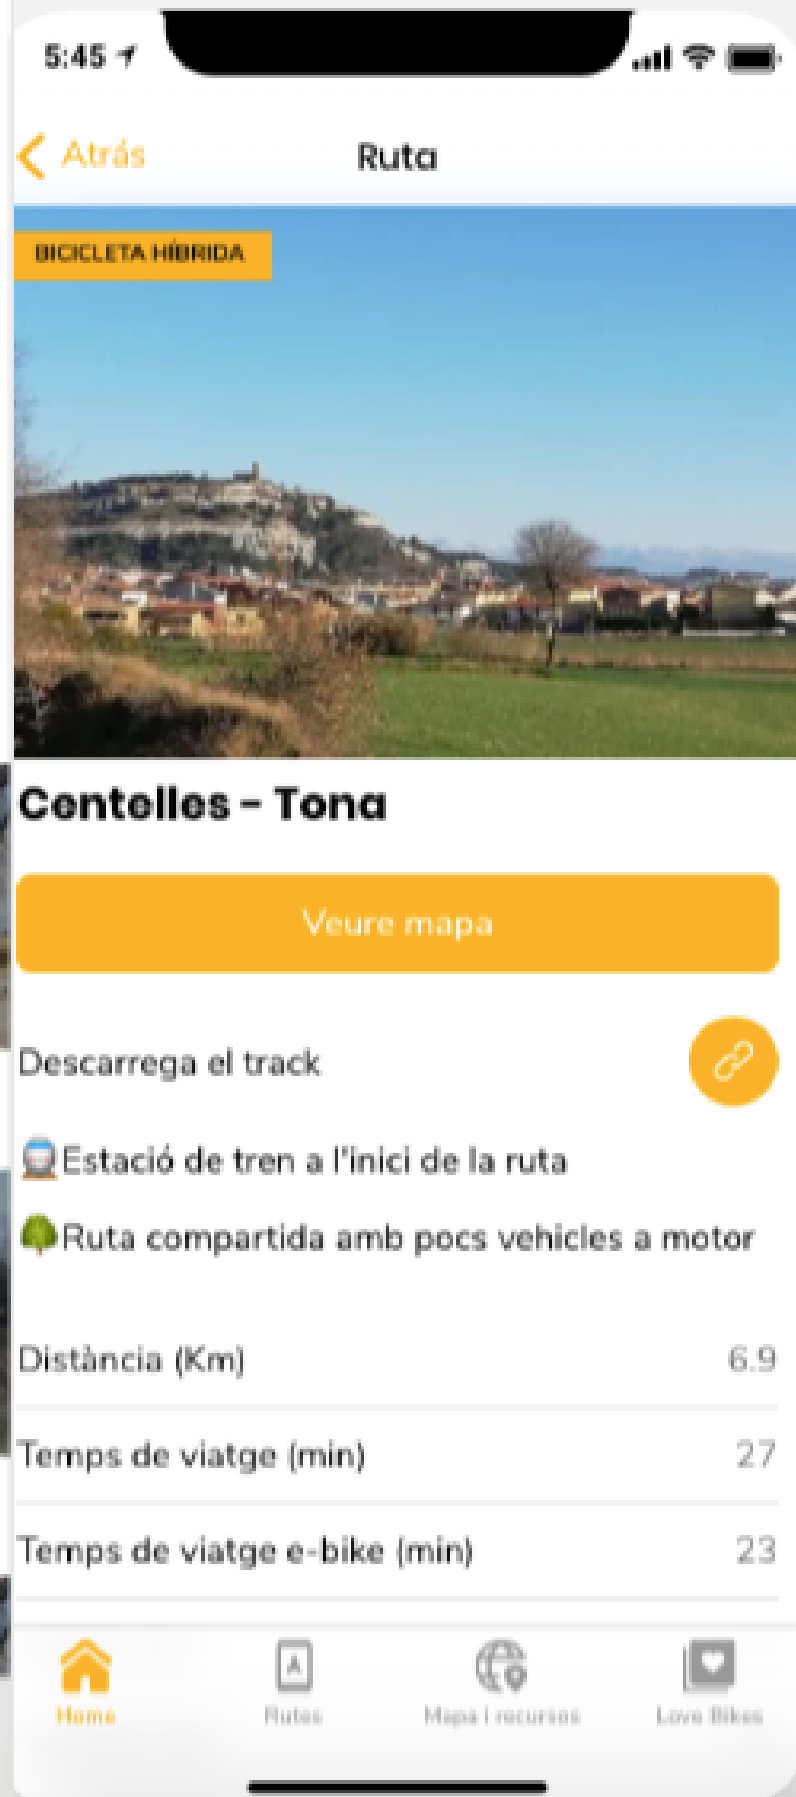 5:45
Atrás
Ruta
BICICLETA HÍBRIDA
Centelles - Tona
Veure mapa
Descarrega el track
Estació de tren a l'inici de la ruta
Ruta compartida amb pocs vehicles a motor
Distància (Km) 6.9
Temps de viatge (min) 27
Temps de viatge e-bike (min) 23
A
Home Rutes Mapa i recursos Love Bikes